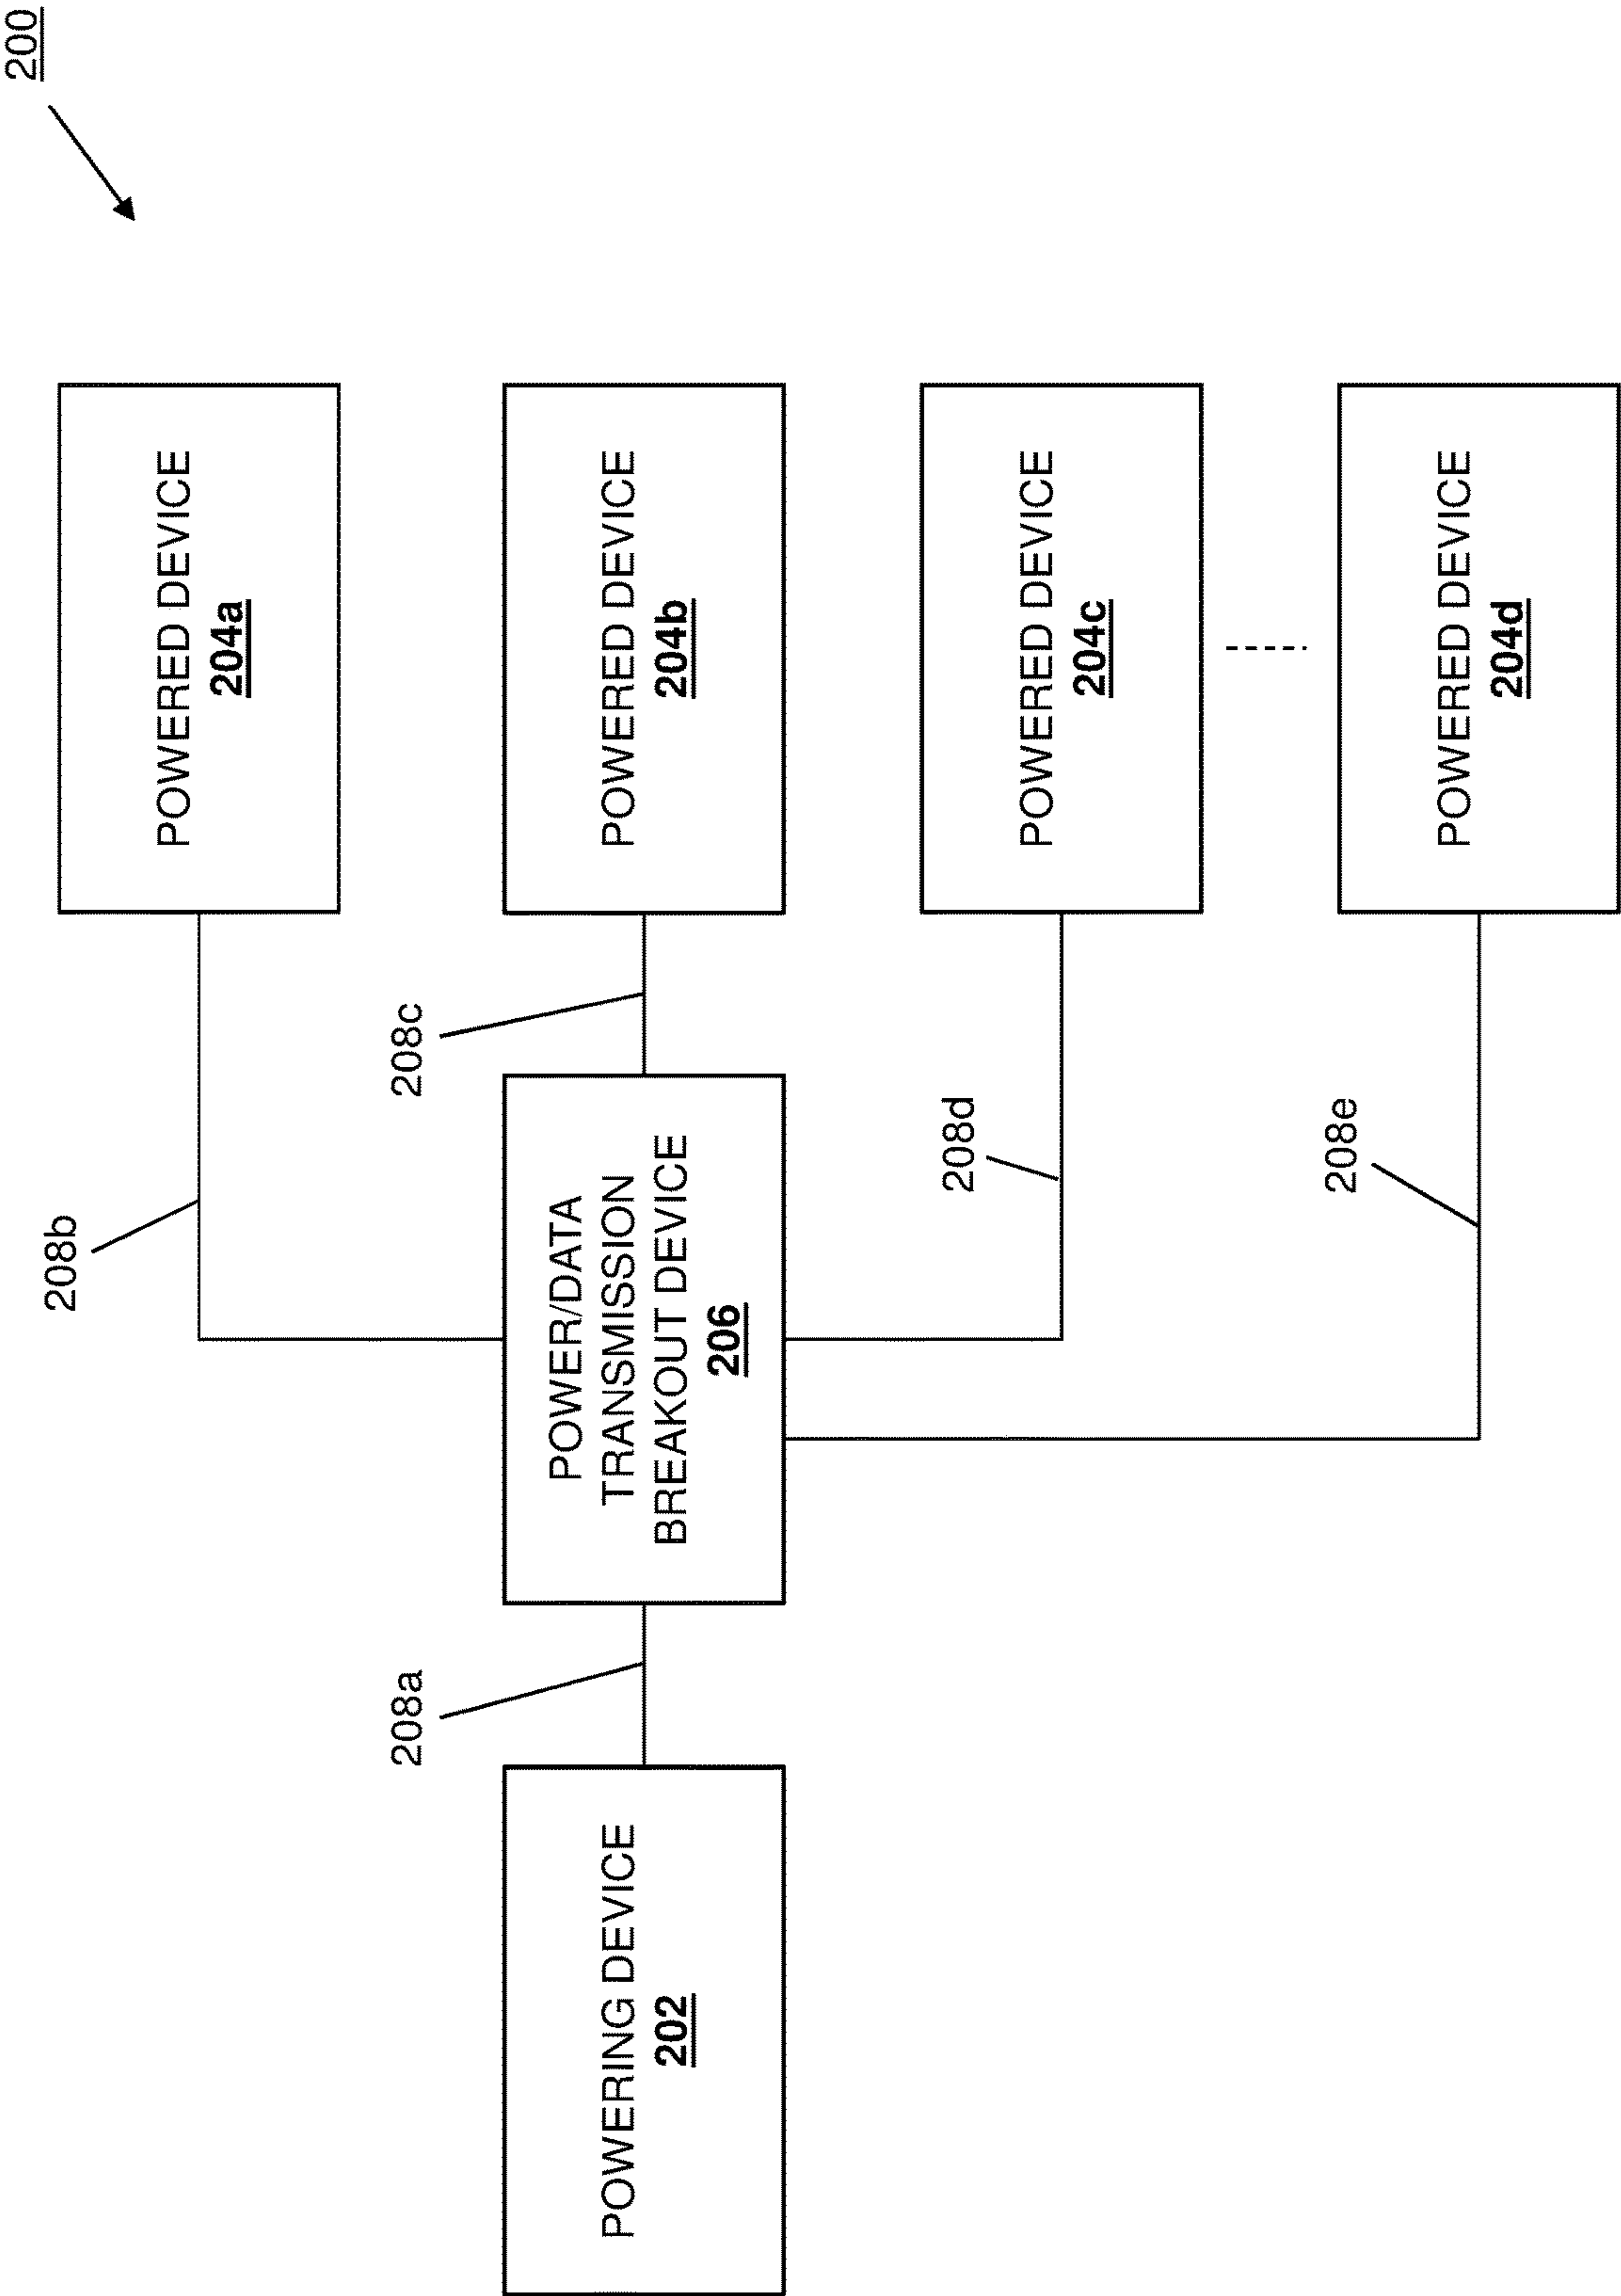 200
POWERED DEVICE
204a
208b
208c
POWERED DEVICE
204b
POWERING DEVICE
202
208a
POWER/DATA
TRANSMISSION
BREAKOUT DEVICE
206
208d
POWERED DEVICE
204c
208e
POWERED DEVICE
204d